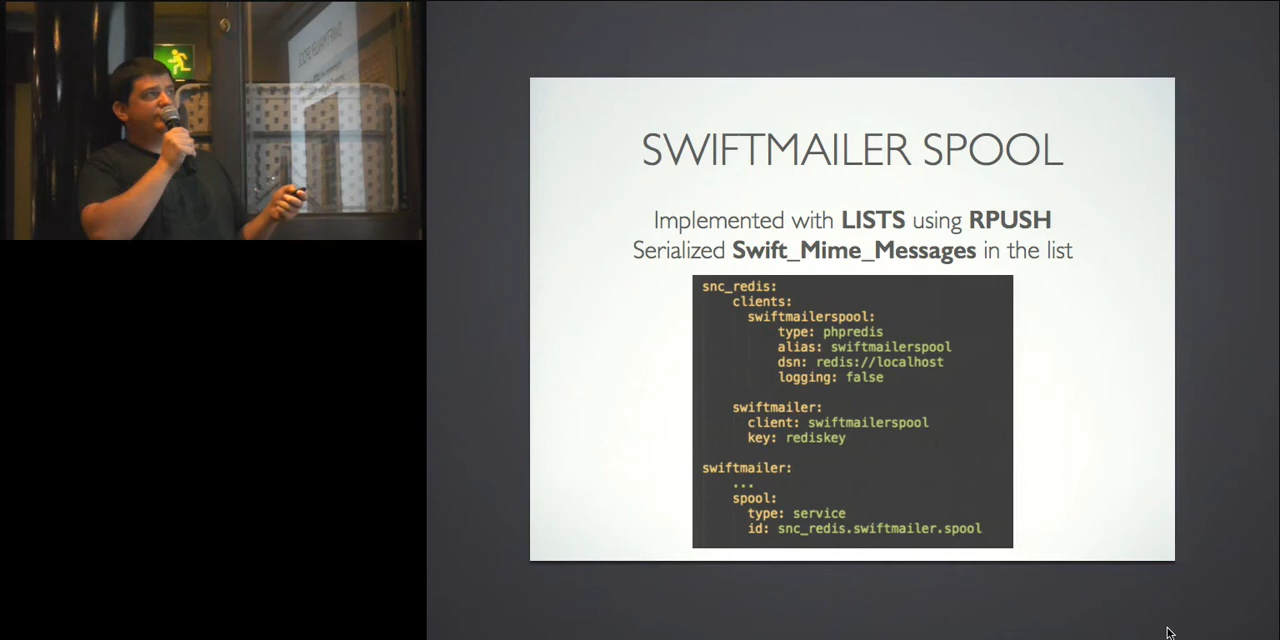 SWIFTMAILER SPOOL
Implemented with LISTS using RPUSH
Serialized Swift_Mime_Messages in the list
snc_redis:
clients:
swiftmailerspool:
type: phpredis
alias: swiftmailerspool
dsn: redis://localhost
logging: false
swiftmailer:
client: swiftmailerspool
key: rediskey
swiftmailer:
...
spool:
type: service
id: snc_redis.swiftmailer.spool